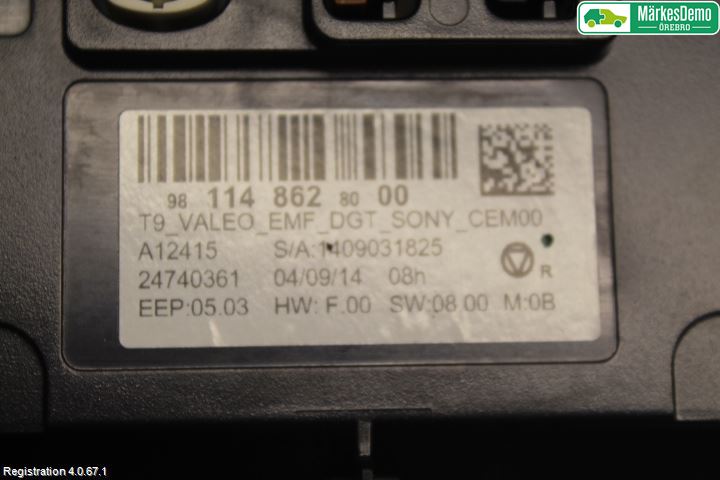 MärkesDemo
ÖREBRO
98 114 862 80 00
T9_VALEO_EMF_DGT_SONY_CEM00
A12415 S/A:1409031825
24740361 04/09/14 08h
R
EEP:05.03 HW: F.00 SW:08.00 M:0B
Registration 4.0.67.1